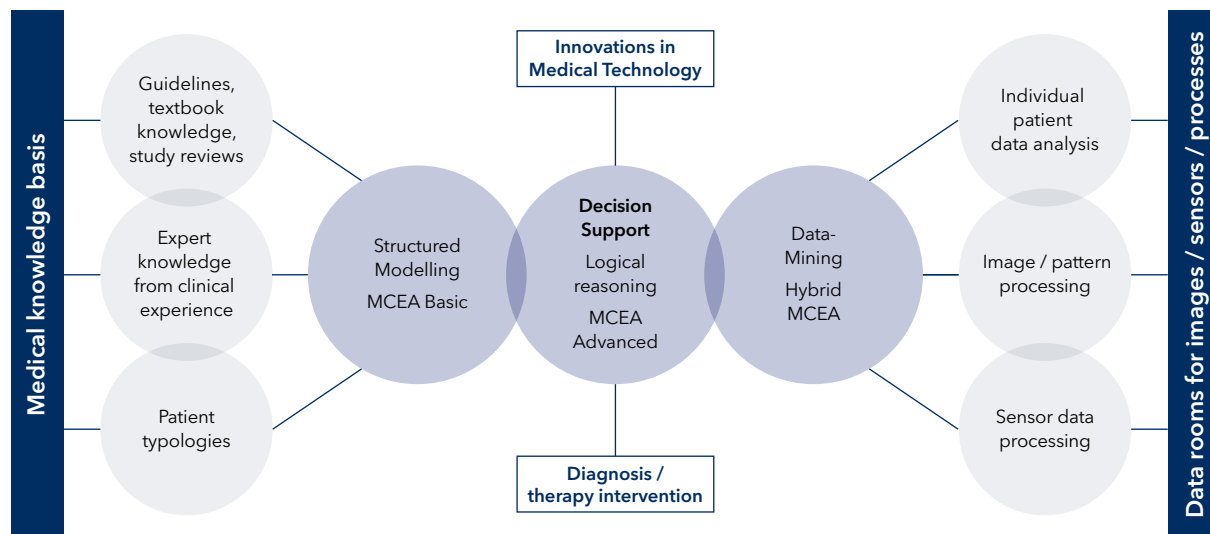 Medical knowledge basis
Guidelines,
textbook
knowledge,
study reviews
Expert
knowledge
from clinical
experience
Patient
typologies
Structured
Modelling
MCEA Basic
Innovations in
Medical Technology
Decision
Support
Logical
reasoning
MCEA
Advanced
Diagnosis /
therapy intervention
Data-
Mining
Hybrid
MCEA
Individual
patient
data analysis
Image / pattern
processing
Sensor data
processing
Data rooms for images / sensors / processes